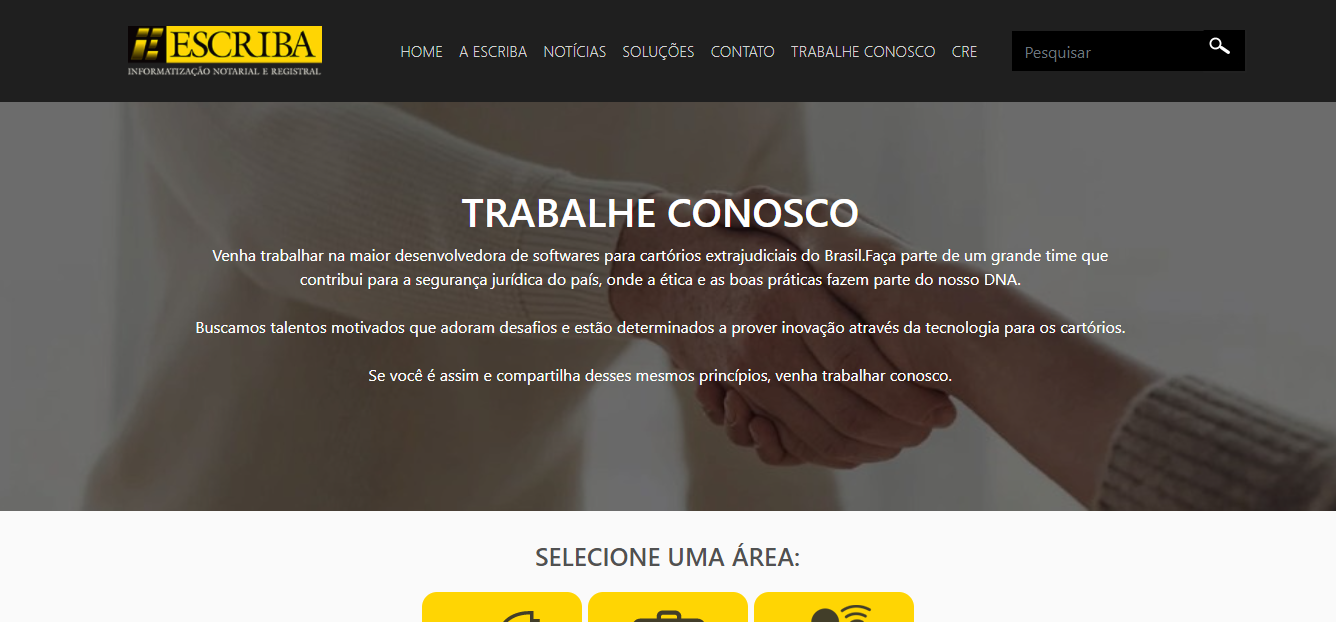 ESCRIBA
INFORMATIZAÇÃO NOTARIAL E REGISTRAL
HOME A ESCRIBA NOTÍCIAS SOLUÇÕES CONTATO TRABALHE CONOSCO CRE
Pesquisar
TRABALHE CONOSCO
Venha trabalhar na maior desenvolvedora de softwares para cartórios extrajudiciais do Brasil.Faça parte de um grande time que
contribui para a segurança jurídica do país, onde a ética e as boas práticas fazem parte do nosso DNA.
Buscamos talentos motivados que adoram desafios e estão determinados a prover inovação através da tecnologia para os cartórios.
Se você é assim e compartilha desses mesmos princípios, venha trabalhar conosco.
SELECIONE UMA ÁREA: